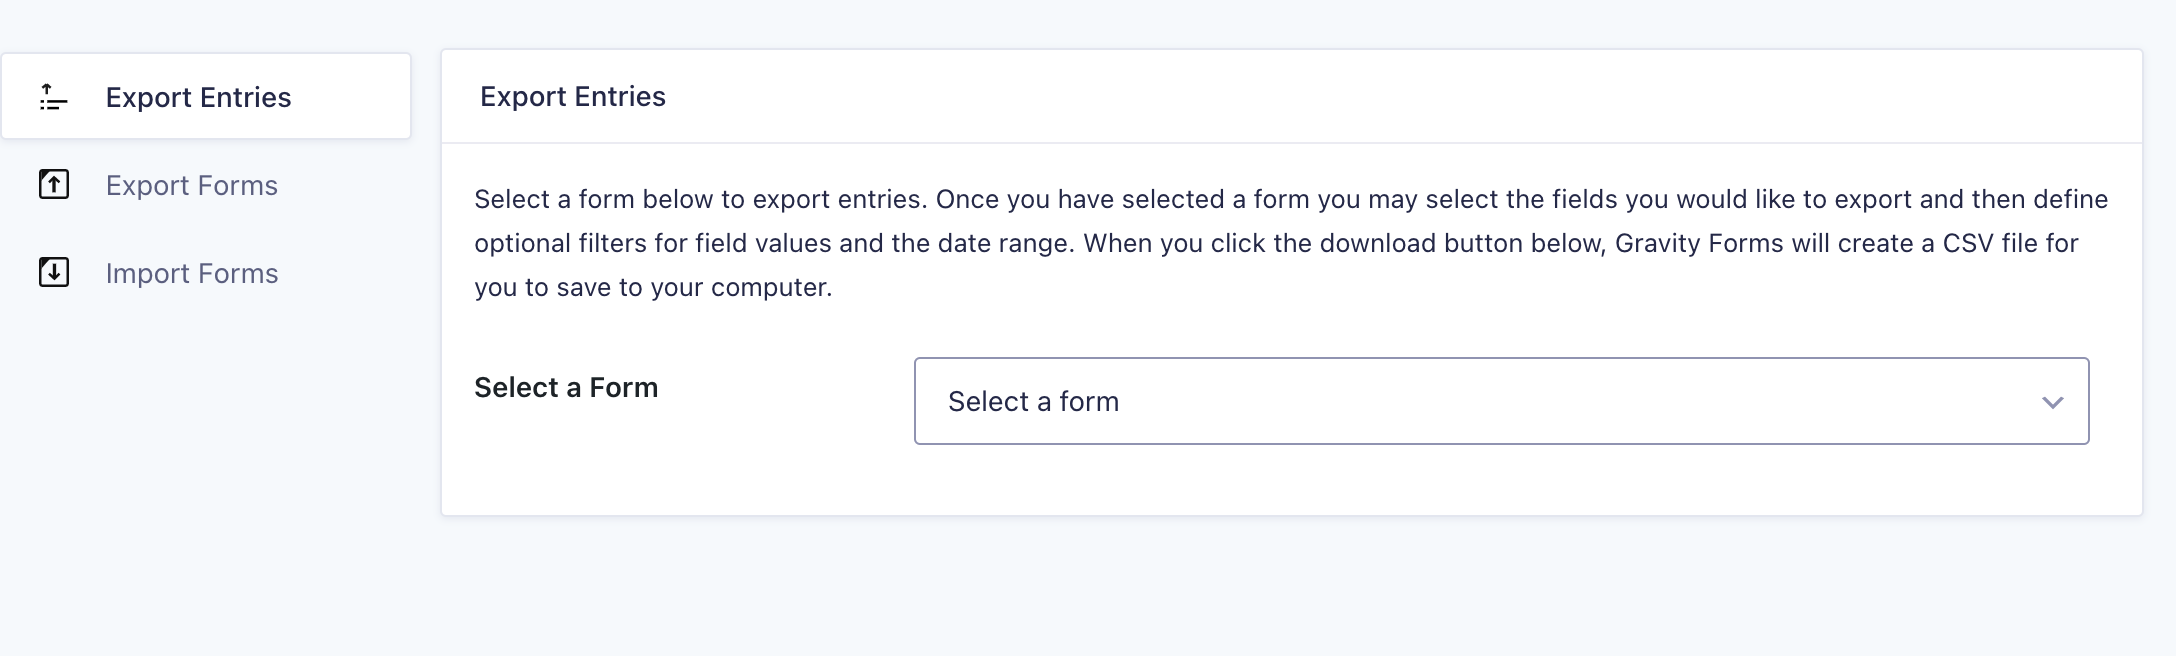 Export Entries
Export Forms
Import Forms
Export Entries
Select a form below to export entries. Once you have selected a form you may select the fields you would like to export and then define
optional filters for field values and the date range. When you click the download button below, Gravity Forms will create a CSV file for
you to save to your computer.
Select a Form
Select a form